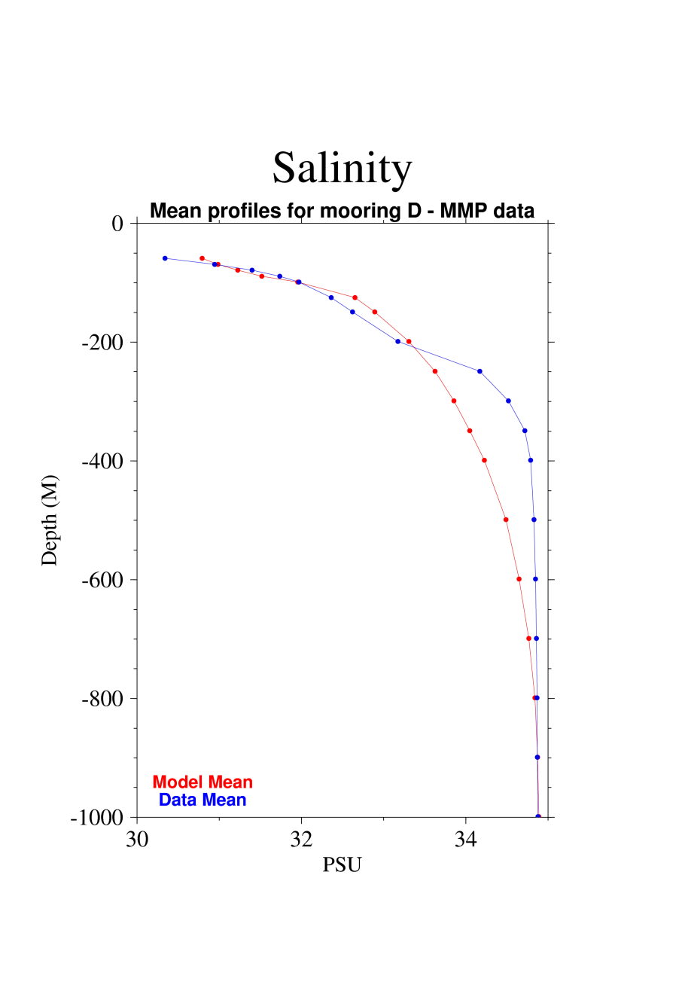 Salinity
Mean profiles for mooring D - MMP data
0
-200
-400
Depth (M)
-600
-800
Model Mean
Data Mean
-1000
30 32 34
PSU